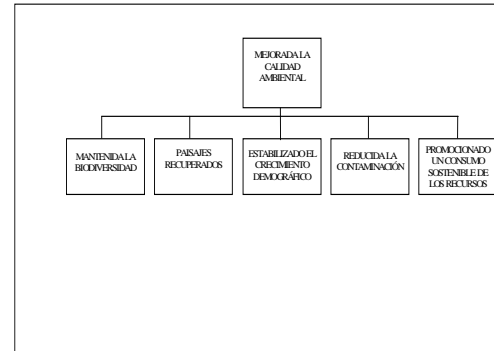 MEJORADA LA
CALIDAD
AMBIENTAL
MANTENIDA LA
BIODIVERSIDAD
PAISAJES
RECUPERADOS
ESTABILIZADO EL
CRECIMIENTO
DEMOGRÁFICO
REDUCIDA LA
CONTAMINACIÓN
PROMOCIONADO
UN CONSUMO
SOSTENIBLE DE
LOS RECURSOS